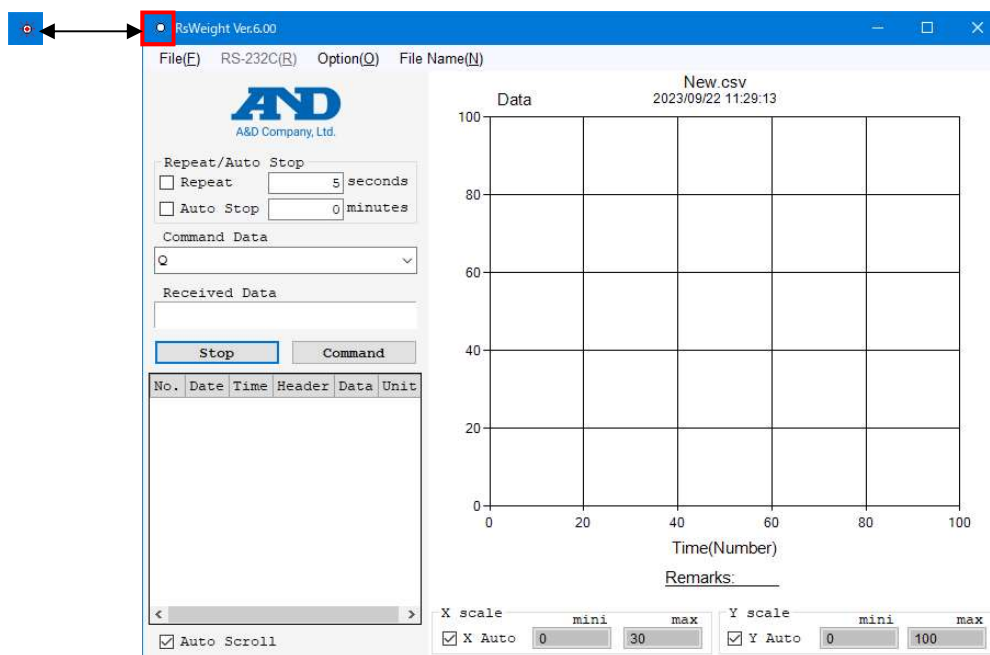 RsWeight Ver.6.00
File(F) RS-232C(R) Option(O) File Name(N)
AND
A&D Company, Ltd.
Repeat/Auto Stop
Repeat 5 seconds
Auto Stop 0 minutes
Command Data
Q
Received Data
Stop Command
No. Date Time Header Data Unit
Auto Scroll
New.csv
Data 2023/09/22 11:29:13
100
80
60
40
20
0
0 20 40 60 80 100
Time(Number)
Remarks:
X scale mini max
X Auto 0 30
Y scale mini max
Y Auto 0 100